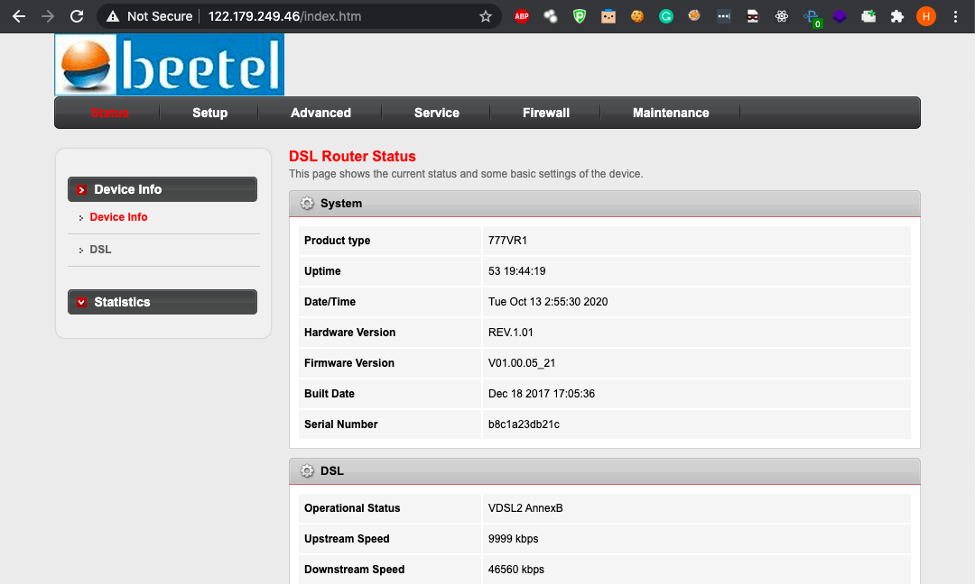 Not Secure | 122.179.249.46/index.htm
ABP
0
H
beetel
Status Setup Advanced Service Firewall Maintenance
Device Info
Device Info
DSL
Statistics
DSL Router Status
This page shows the current status and some basic settings of the device.
System
Product type 777VR1
Uptime 53 19:44:19
Date/Time Tue Oct 13 2:55:30 2020
Hardware Version REV.1.01
Firmware Version V01.00.05_21
Built Date Dec 18 2017 17:05:36
Serial Number b8c1a23db21c
DSL
Operational Status VDSL2 AnnexB
Upstream Speed 9999 kbps
Downstream Speed 46560 kbps